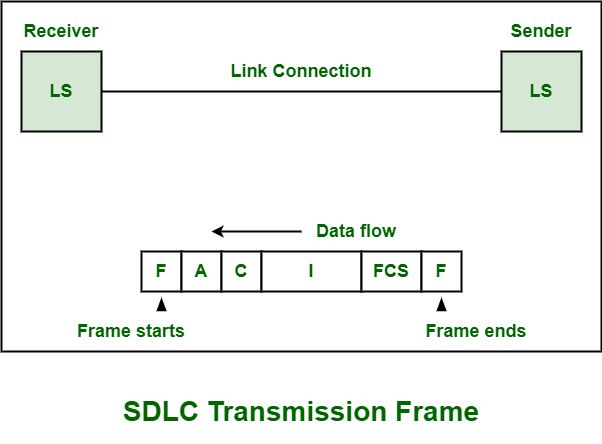 Receiver
Sender
LS
Link Connection
LS
Data flow
F A C I FCS F
Frame starts
Frame ends
SDLC Transmission Frame